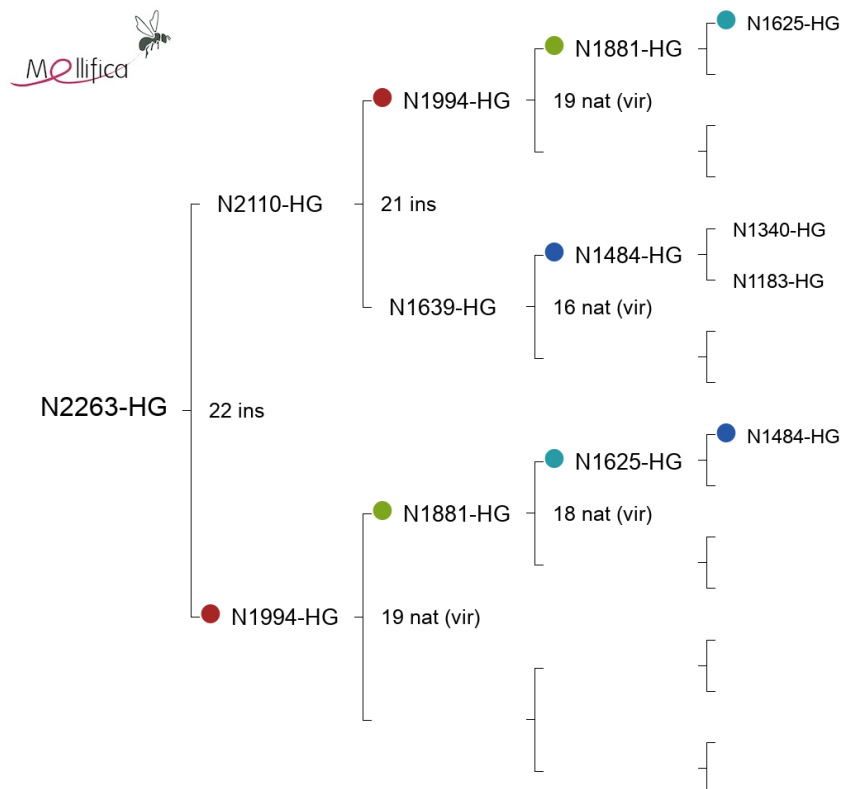 Mellifica
N1625-HG
N1881-HG
N1994-HG
19 nat (vir)
N2110-HG
21 ins
N1340-HG
N1484-HG
N1183-HG
N1639-HG
16 nat (vir)
N2263-HG
22 ins
N1484-HG
N1625-HG
N1881-HG
18 nat (vir)
N1994-HG
19 nat (vir)